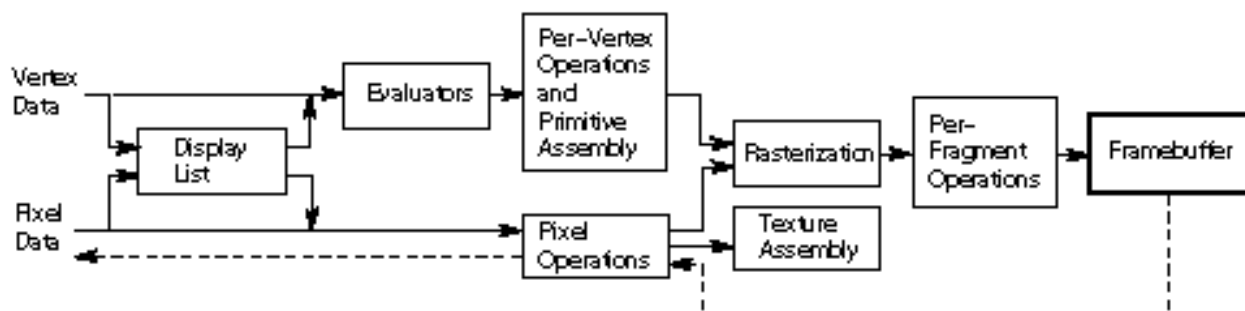 Vertex
Data
Evaluators
Per-Vertex
Operations
and
Primitive
Assembly
Display
List
Rasterization
Per-
Fragment
Operations
Framebuffer
Pixel
Data
Pixel
Operations
Texture
Assembly